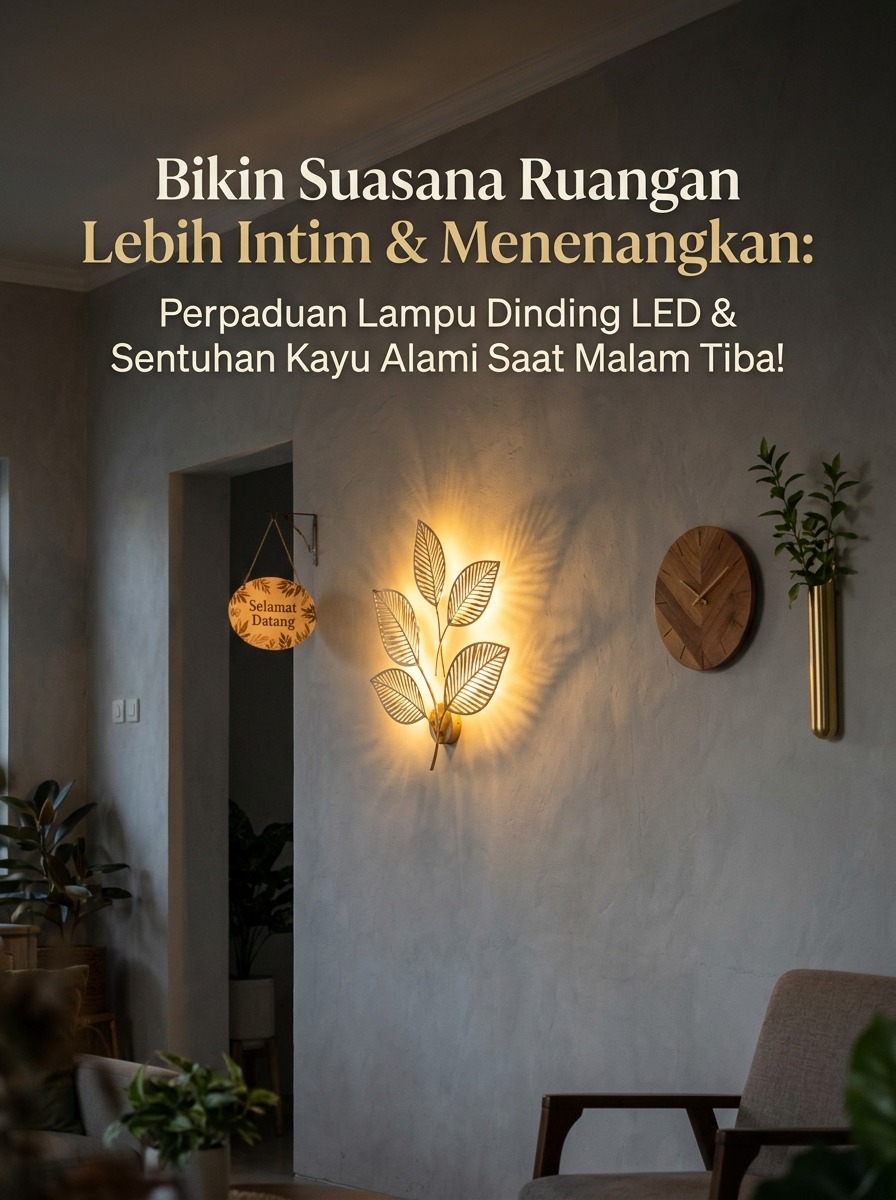 Bikin Suasana Ruangan
Lebih Intim & Menenangkan:
Perpaduan Lampu Dinding LED &
Sentuhan Kayu Alami Saat Malam Tiba!
Selamat
Datang